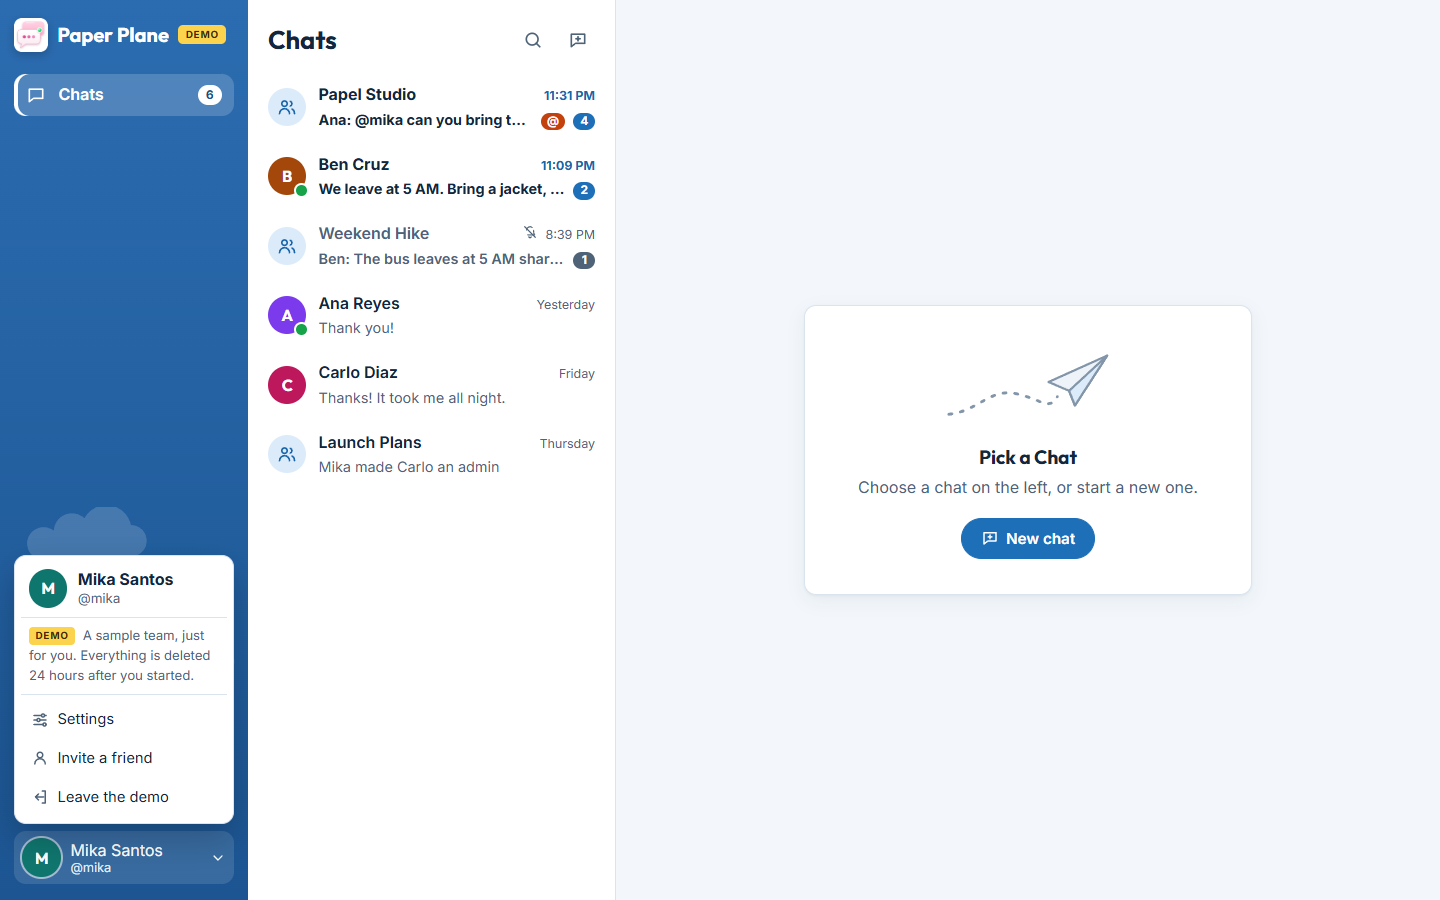 Paper Plane DEMO
Chats 6
Chats
Papel Studio 11:31 PM
Ana: @mika can you bring t... @ 4
Ben Cruz 11:09 PM
B
We leave at 5 AM. Bring a jacket, ... 2
Weekend Hike 8:39 PM
Ben: The bus leaves at 5 AM shar... 1
Ana Reyes Yesterday
A
Thank you!
Carlo Diaz Friday
C
Thanks! It took me all night.
Launch Plans Thursday
Mika made Carlo an admin
Pick a Chat
Choose a chat on the left, or start a new one.
New chat
M
Mika Santos
@mika
DEMO A sample team, just
for you. Everything is deleted
24 hours after you started.
Settings
Invite a friend
Leave the demo
M
Mika Santos
@mika